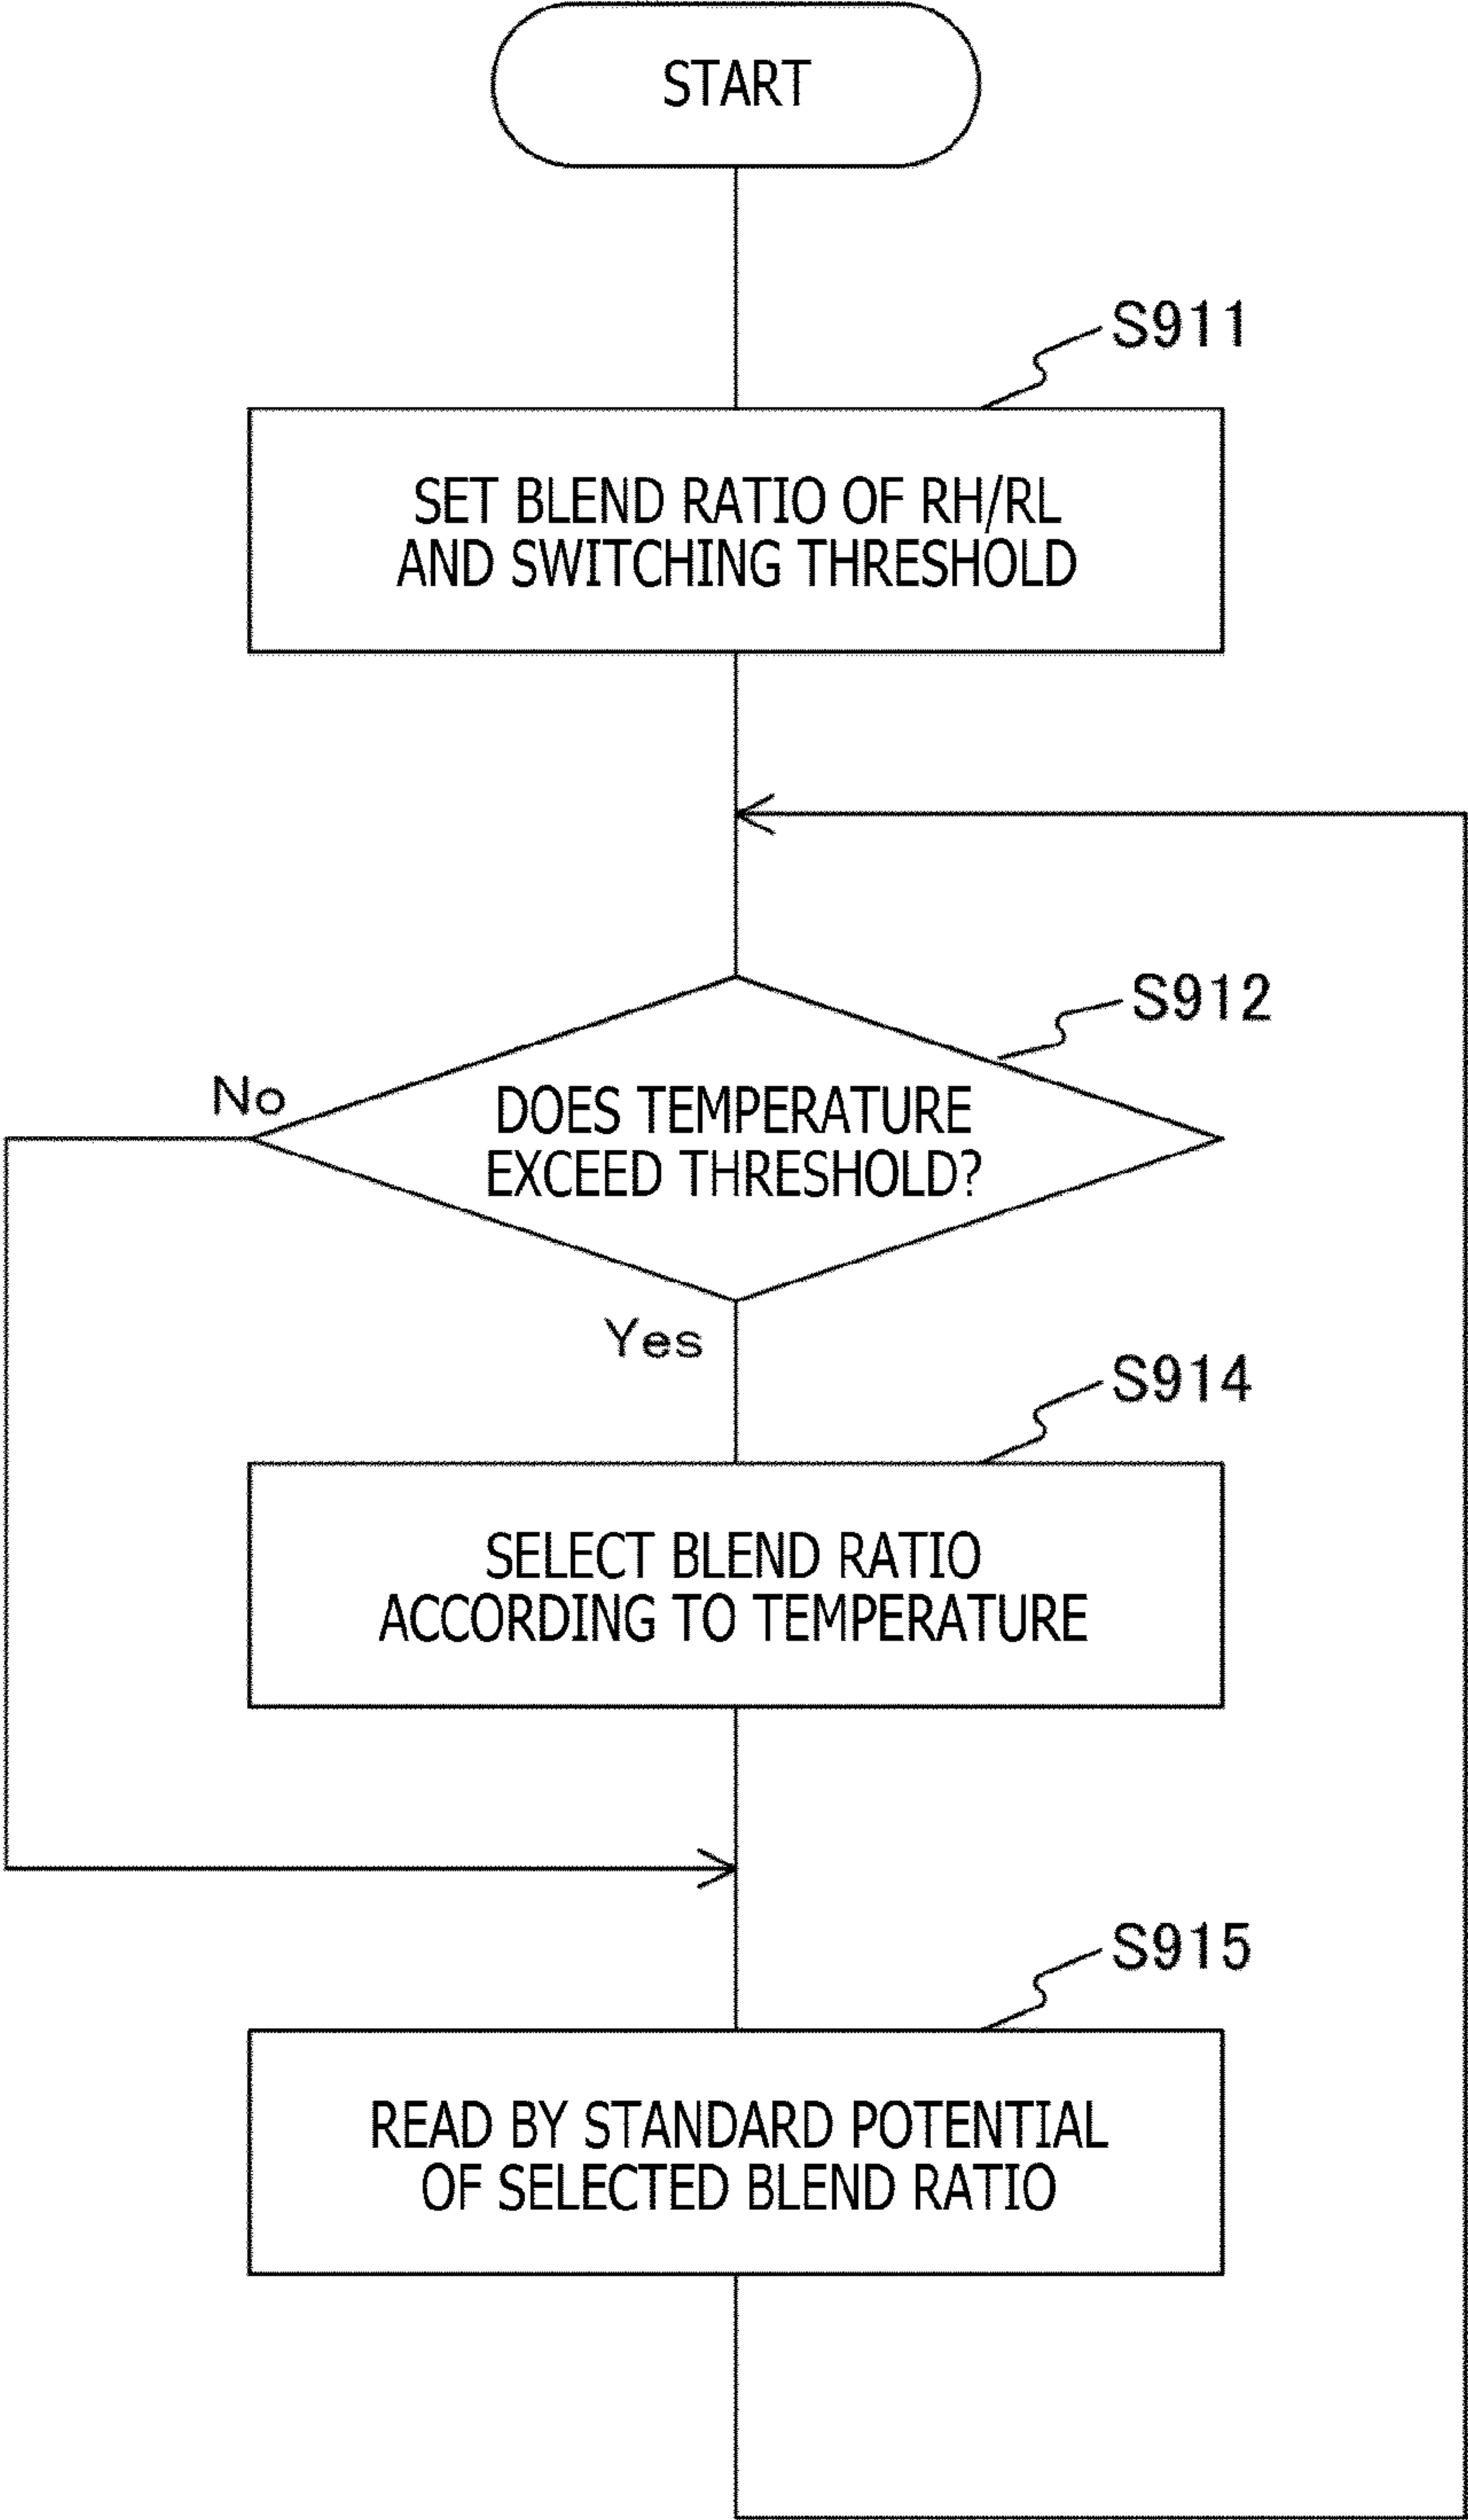 START
S911
SET BLEND RATIO OF RH/RL
AND SWITCHING THRESHOLD
S912
No
DOES TEMPERATURE
EXCEED THRESHOLD?
Yes
S914
SELECT BLEND RATIO
ACCORDING TO TEMPERATURE
S915
READ BY STANDARD POTENTIAL
OF SELECTED BLEND RATIO